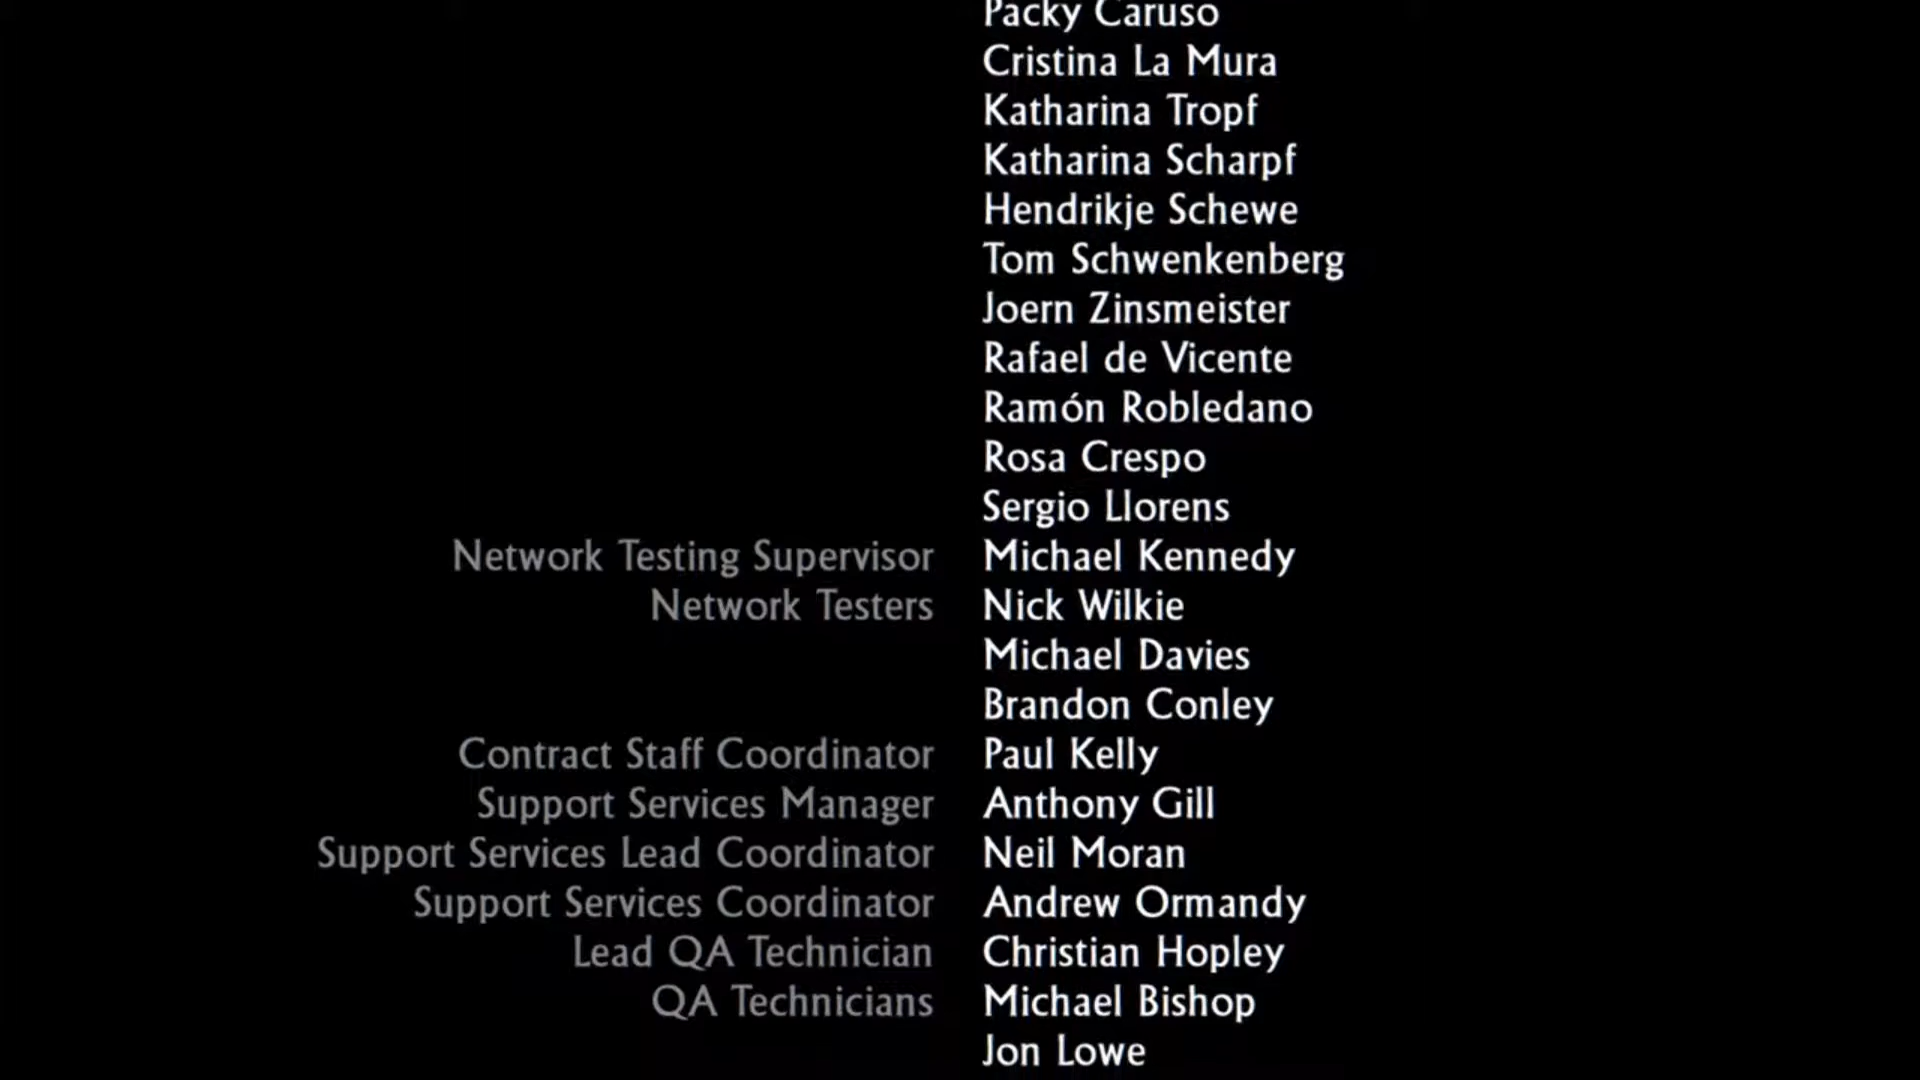 Packy Caruso
Cristina La Mura
Katharina Tropf
Katharina Scharpf
Hendrikje Schewe
Tom Schwenkenberg
Joern Zinsmeister
Rafael de Vicente
Ramón Robledano
Rosa Crespo
Sergio Llorens
Network Testing Supervisor Michael Kennedy
Network Testers Nick Wilkie
Michael Davies
Brandon Conley
Contract Staff Coordinator Paul Kelly
Support Services Manager Anthony Gill
Support Services Lead Coordinator Neil Moran
Support Services Coordinator Andrew Ormandy
Lead QA Technician Christian Hopley
QA Technicians Michael Bishop
Jon Lowe